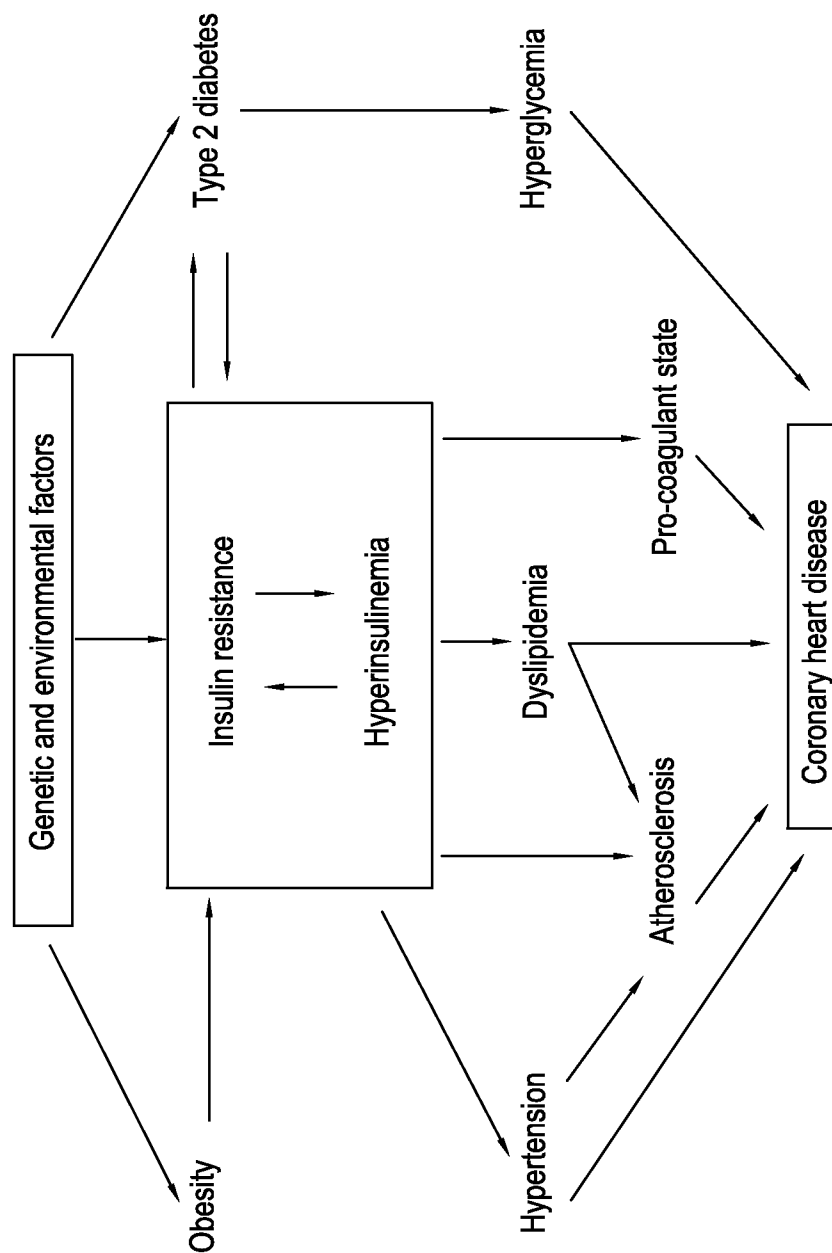 Genetic and environmental factors
Obesity
Insulin resistance
Type 2 diabetes
Hyperinsulinemia
Hypertension
Dyslipidemia
Hyperglycemia
Atherosclerosis
Pro-coagulant state
Coronary heart disease